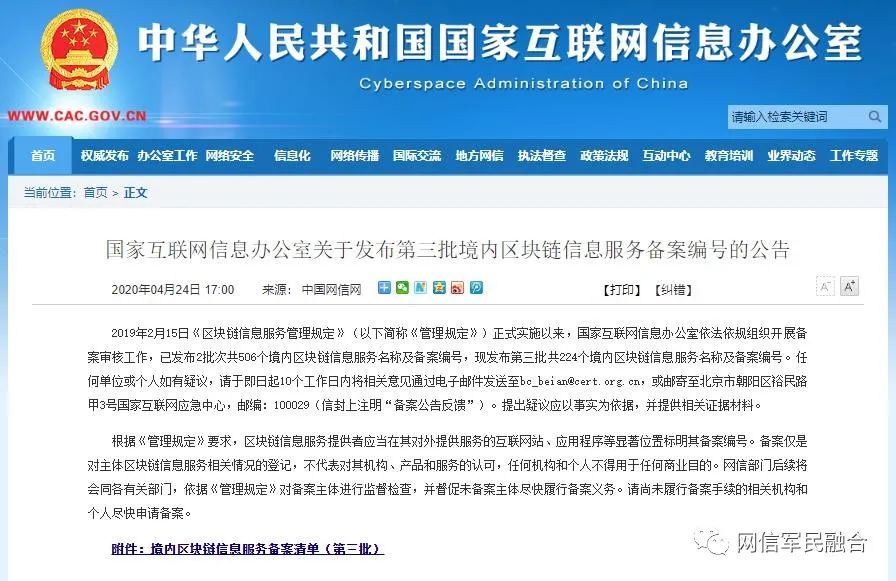 中华人民共和国国家互联网信息办公室
Cyberspace Administration of China
WWW.CAC.GOV.CN
请输入检索关键词
首页 权威发布 办公室工作 网络安全 信息化 网络传播 国际交流 地方网信 执法督查 政策法规 互动中心 教育培训 业界动态 工作专题
当前位置：首页 > 正文
国家互联网信息办公室关于发布第三批境内区块链信息服务备案编号的公告
2020年04月24日 17:00 来源： 中国网信网 【打印】 【纠错】 A- A+
2019年2月15日《区块链信息服务管理规定》（以下简称《管理规定》）正式实施以来，国家互联网信息办公室依法依规组织开展备
案审核工作，已发布2批次共506个境内区块链信息服务名称及备案编号，现发布第三批共224个境内区块链信息服务名称及备案编号。任
何单位或个人如有疑议，请于即日起10个工作日内将相关意见通过电子邮件发送至bc_beian@cert.org.cn，或邮寄至北京市朝阳区裕民路
甲3号国家互联网应急中心，邮编：100029（信封上注明“备案公告反馈”）。提出疑议应以事实为依据，并提供相关证据材料。
根据《管理规定》要求，区块链信息服务提供者应当在其对外提供服务的互联网站、应用程序等显著位置标明其备案编号。备案仅是
对主体区块链信息服务相关情况的登记，不代表对其机构、产品和服务的认可，任何机构和个人不得用于任何商业目的。网信部门后续将
会同各有关部门，依据《管理规定》对备案主体进行监督检查，并督促未备案主体尽快履行备案义务。请尚未履行备案手续的相关机构和
个人尽快申请备案。
附件：境内区块链信息服务备案清单（第三批）
网信军民融合